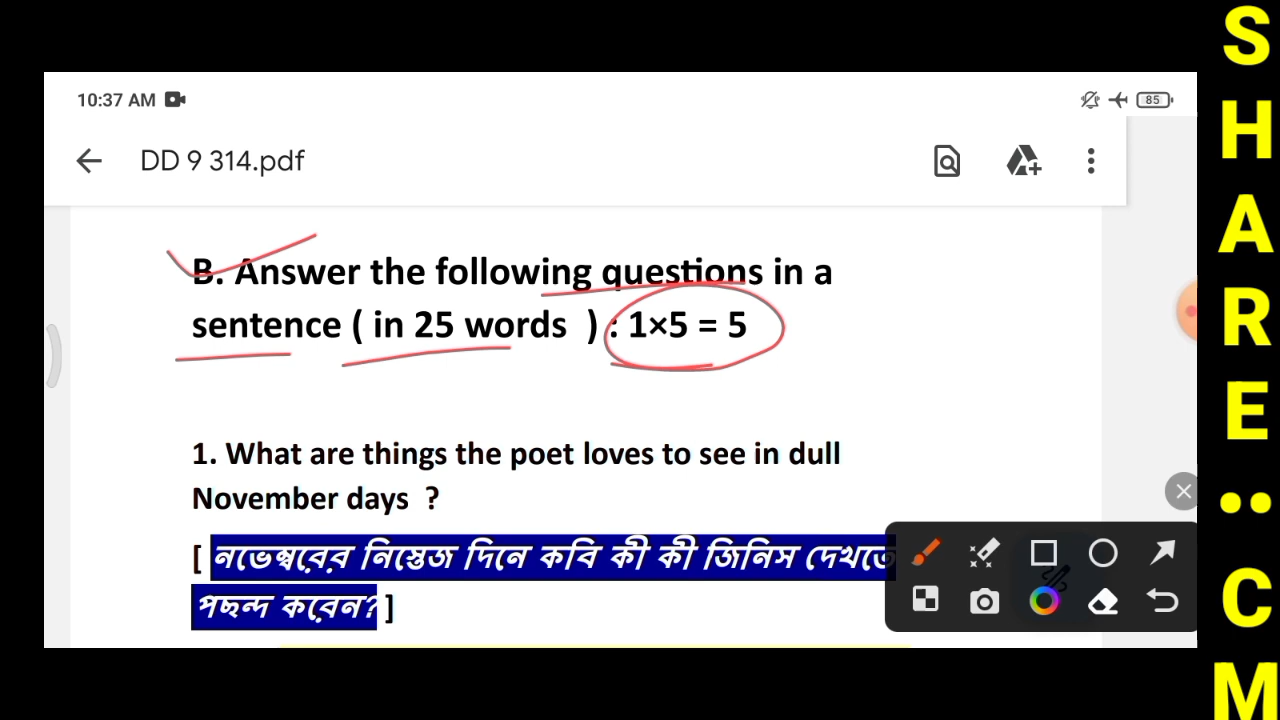 10:37 AM
85
DD 9 314.pdf
B. Answer the following questions in a
sentence ( in 25 words ) : 1×5 = 5
1. What are things the poet loves to see in dull
November days ?
[ নভেম্বরের নিস্তেজ দিনে কবি কী কী জিনিস দেখতে
পছন্দ করেন? ]
SHARE..CM